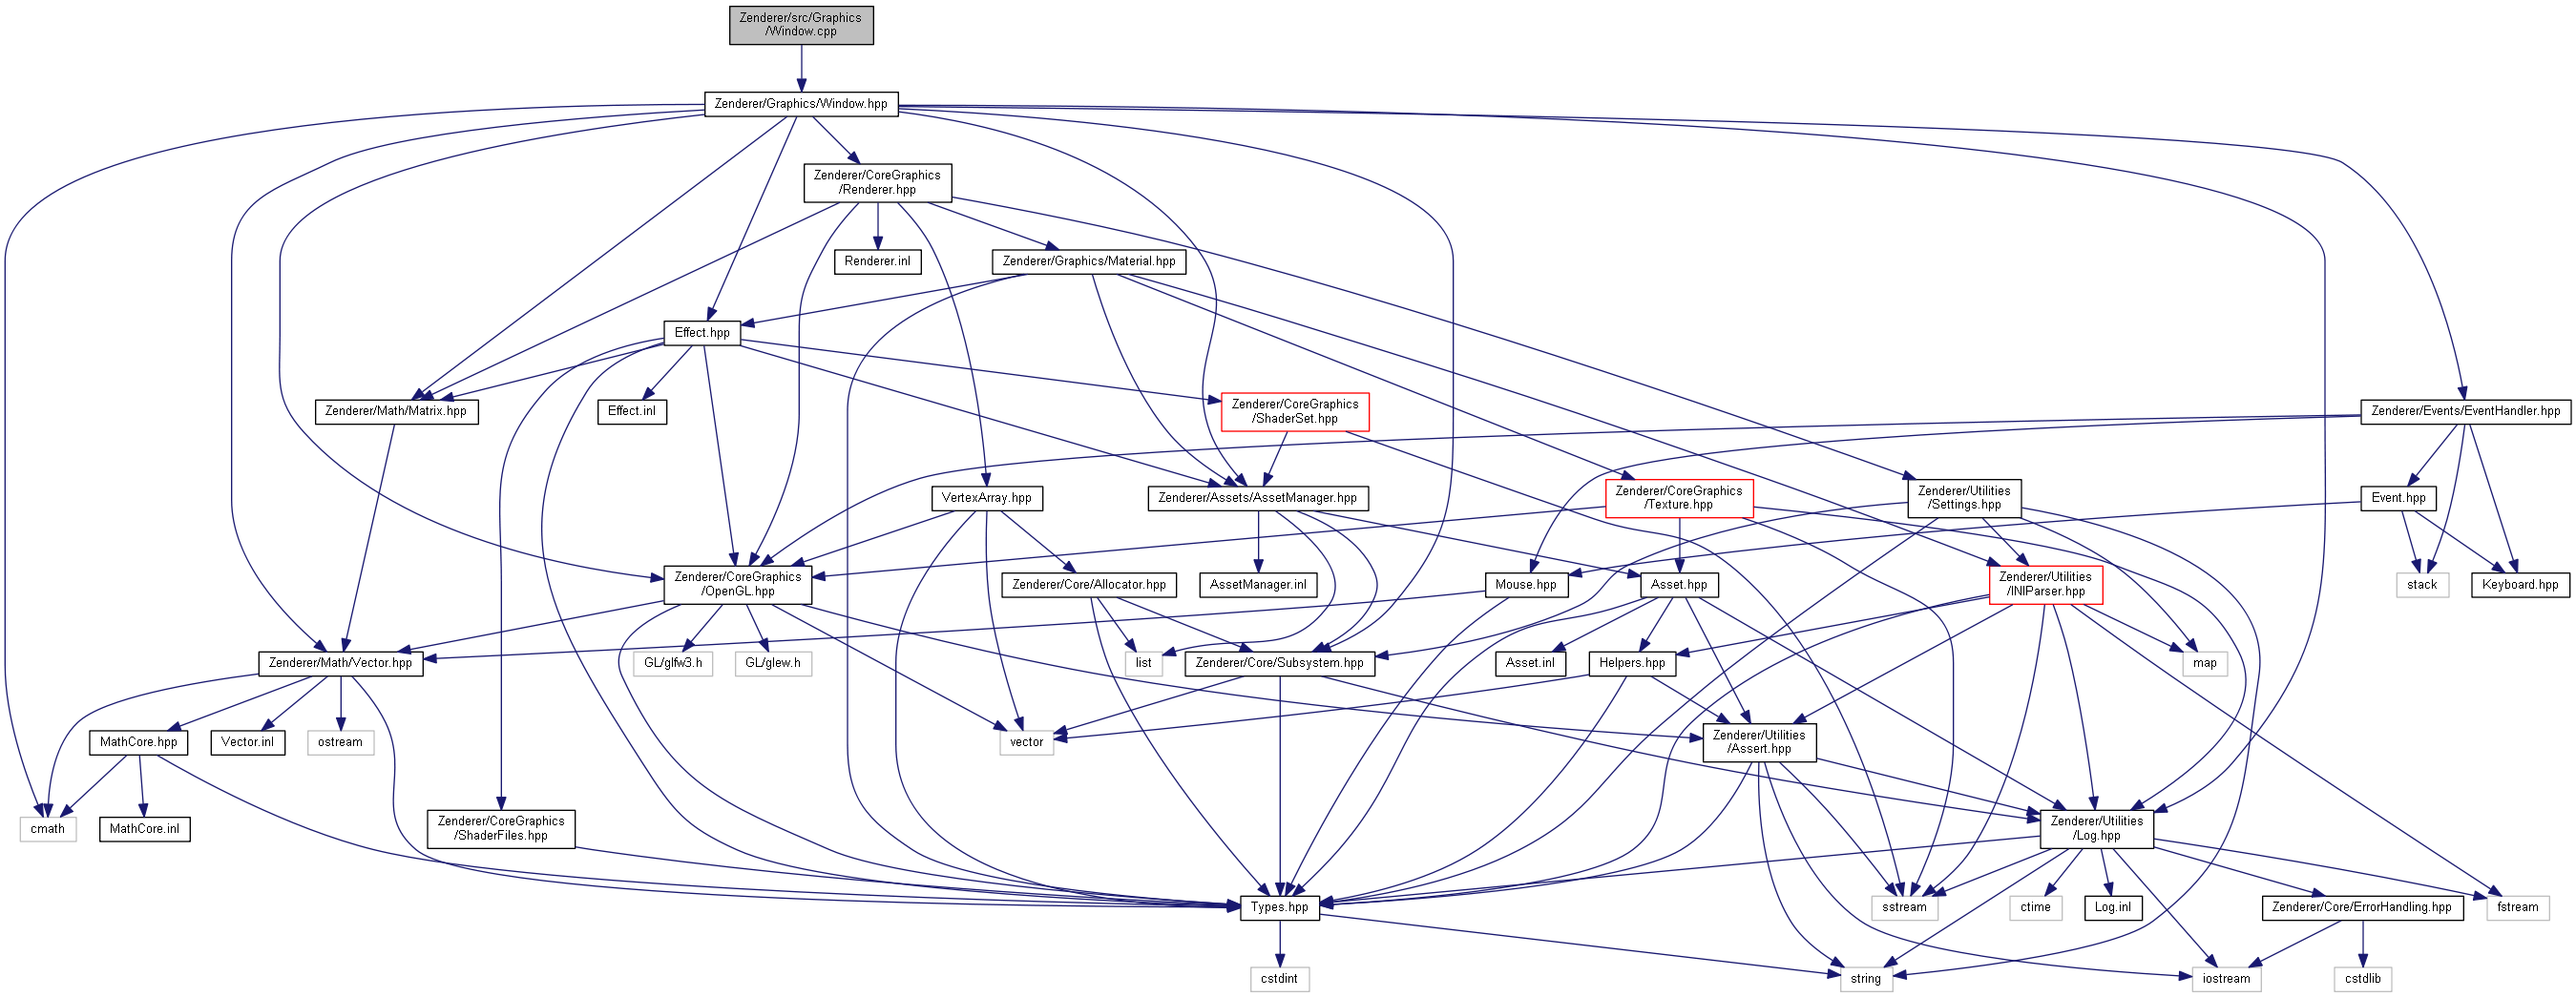 Zenderer/src/Graphics
/Window.cpp
Zenderer/Graphics/Window.hpp
Zenderer/CoreGraphics
/Renderer.hpp
Renderer.inl
Zenderer/Graphics/Material.hpp
Effect.hpp
Zenderer/Math/Matrix.hpp
Effect.inl
Zenderer/CoreGraphics
/ShaderSet.hpp
Zenderer/Events/EventHandler.hpp
VertexArray.hpp
Zenderer/Assets/AssetManager.hpp
Zenderer/CoreGraphics
/Texture.hpp
Zenderer/Utilities
/Settings.hpp
Event.hpp
Zenderer/CoreGraphics
/OpenGL.hpp
Zenderer/Core/Allocator.hpp
AssetManager.inl
Mouse.hpp
Asset.hpp
Zenderer/Utilities
/INIParser.hpp
stack
Keyboard.hpp
Zenderer/Math/Vector.hpp
GL/glfw3.h
GL/glew.h
list
Zenderer/Core/Subsystem.hpp
Asset.inl
Helpers.hpp
map
MathCore.hpp
Vector.inl
ostream
vector
Zenderer/Utilities
/Assert.hpp
cmath
MathCore.inl
Zenderer/CoreGraphics
/ShaderFiles.hpp
Zenderer/Utilities
/Log.hpp
Types.hpp
sstream
ctime
Log.inl
Zenderer/Core/ErrorHandling.hpp
fstream
cstdint
string
iostream
cstdlib